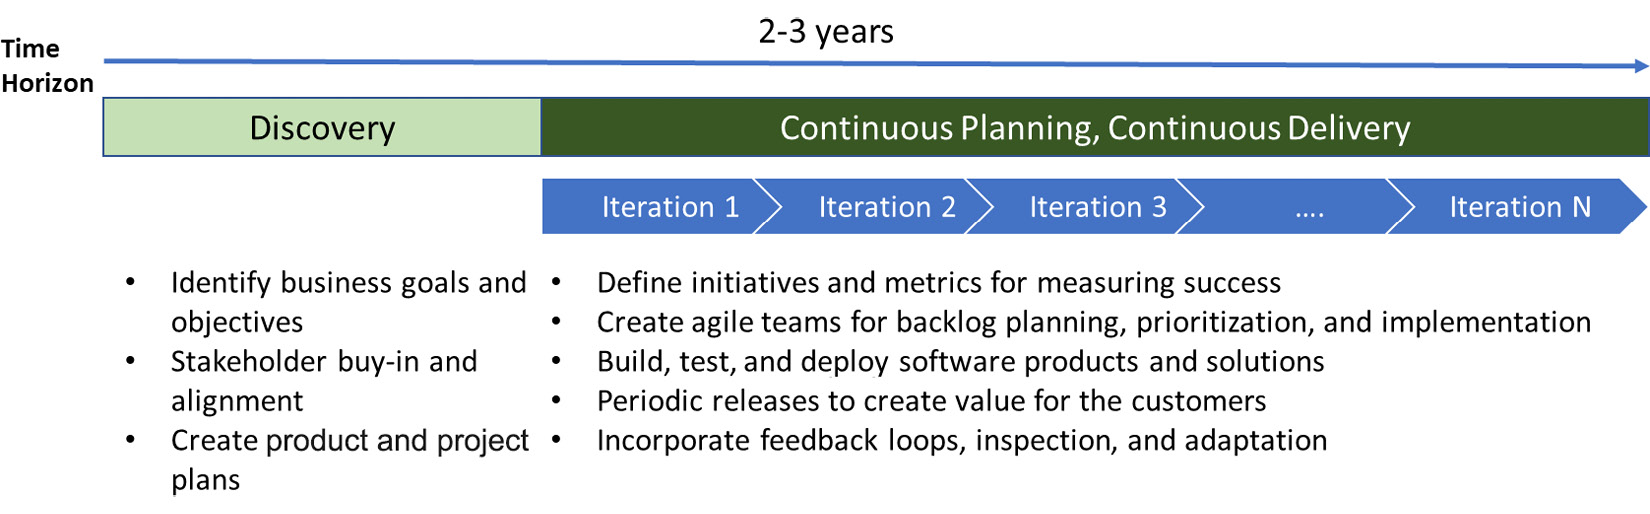 2-3 years
Time
Horizon
Discovery
Continuous Planning, Continuous Delivery
Iteration 1
Iteration 2
Iteration 3
....
Iteration N
• Identify business goals and
objectives
• Stakeholder buy-in and
alignment
• Create product and project
plans
• Define initiatives and metrics for measuring success
• Create agile teams for backlog planning, prioritization, and implementation
• Build, test, and deploy software products and solutions
• Periodic releases to create value for the customers
• Incorporate feedback loops, inspection, and adaptation